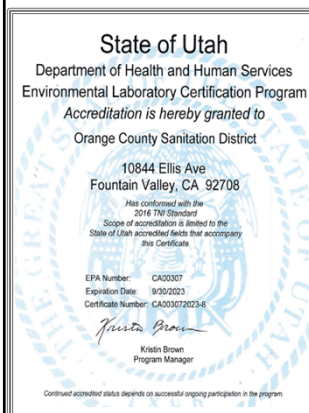 State of Utah
Department of Health and Human Services
Environmental Laboratory Certification Program
Accreditation is hereby granted to
Orange County Sanitation District
10844 Ellis Ave
Fountain Valley, CA 92708
Has conformed with the
2016 TNI Standard
Scope of accreditation is limited to the
State of Utah accredited fields that accompany
this Certificate
EPA Number: CA00307
Expiration Date: 9/30/2023
Certificate Number: CA003072023-8
Kristin Brown
Kristin Brown
Program Manager
Continued accredited status depends on successful ongoing participation in the program.